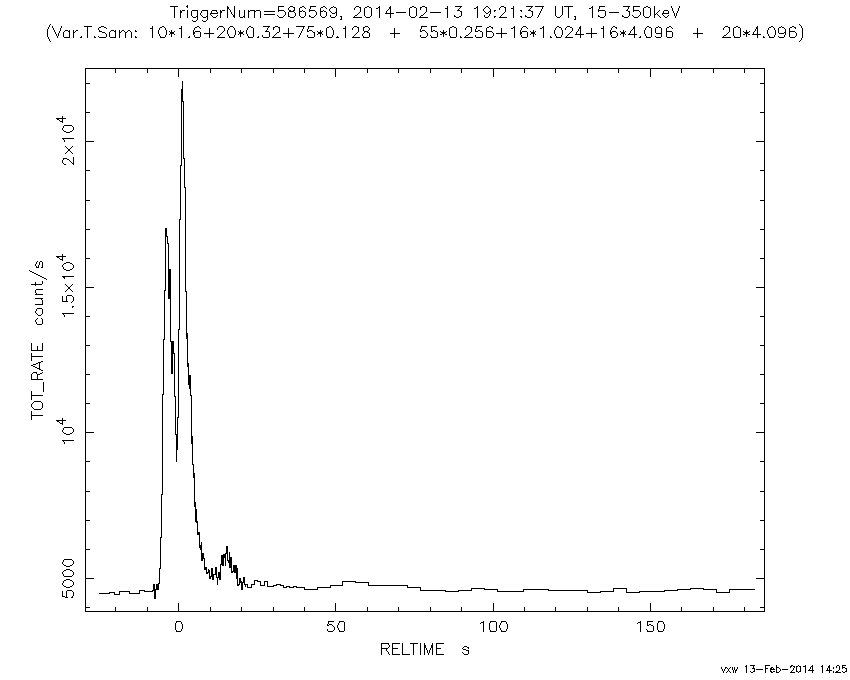 TriggerNum=586569, 2014-02-13 19:21:37 UT, 15-350keV
(Var.T.Sam: 10*1.6+20*0.32+75*0.128 + 55*0.256+16*1.024+16*4.096 + 20*4.096)
TOT_RATE count/s
2×10⁴
1.5×10⁴
10⁴
5000
0 50 100 150
RELTIME s
vxw 13-Feb-2014 14:25